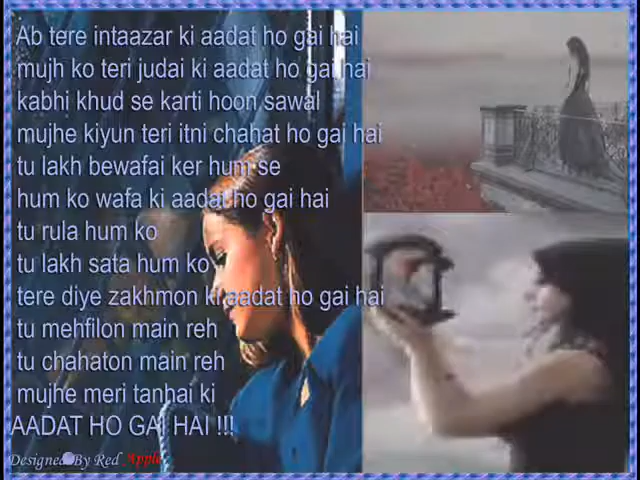 Ab tere intaazar ki aadat ho gai hai
mujh ko teri judai ki aadat ho gai hai
kabhi khud se karti hoon sawal
mujhe kiyun teri itni chahat ho gai hai
tu lakh bewafai ker hum se
hum ko wafa ki aadat ho gai hai
tu rula hum ko
tu lakh sata hum ko
tere diye zakhmon ki aadat ho gai hai
tu mehfilon main reh
tu chahaton main reh
mujhe meri tanhai ki
AADAT HO GAI HAI !!!
Designed By Red Apple